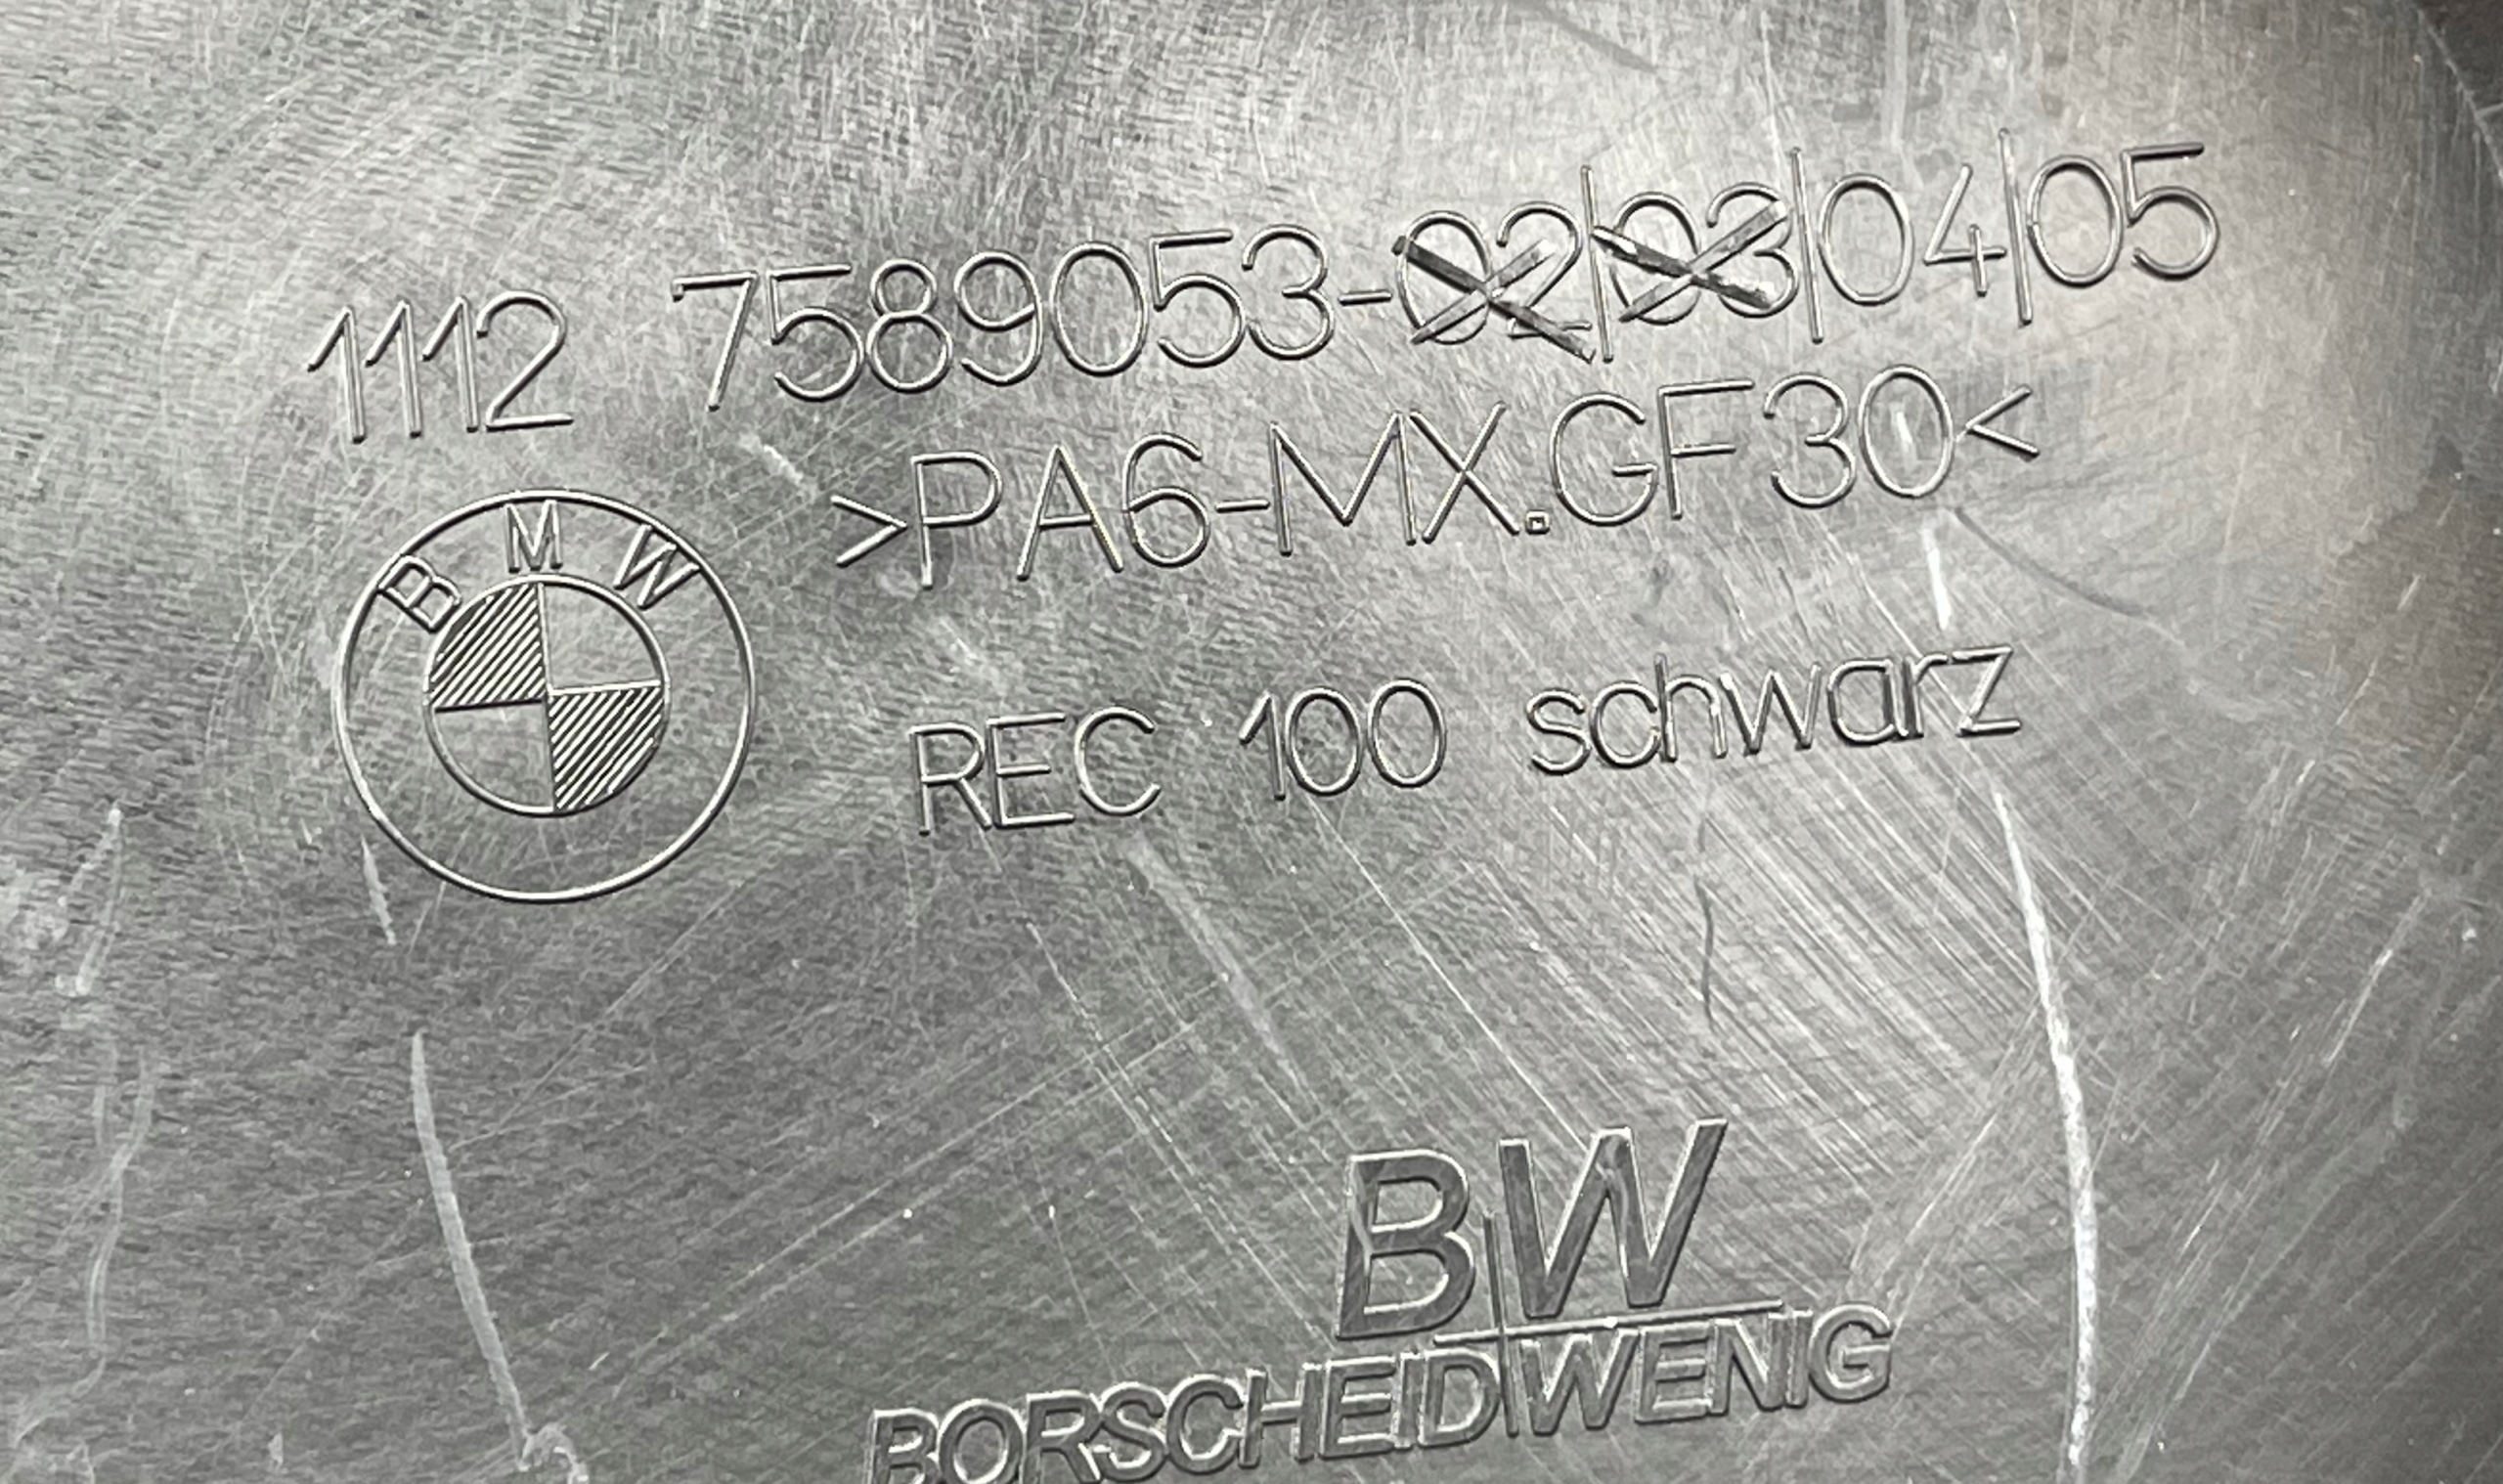 1112 7589053-02|03|04|05
>PA6-MX.GF30<
BMW
REC 100 schwarz
BW
BORSCHEID WENIG